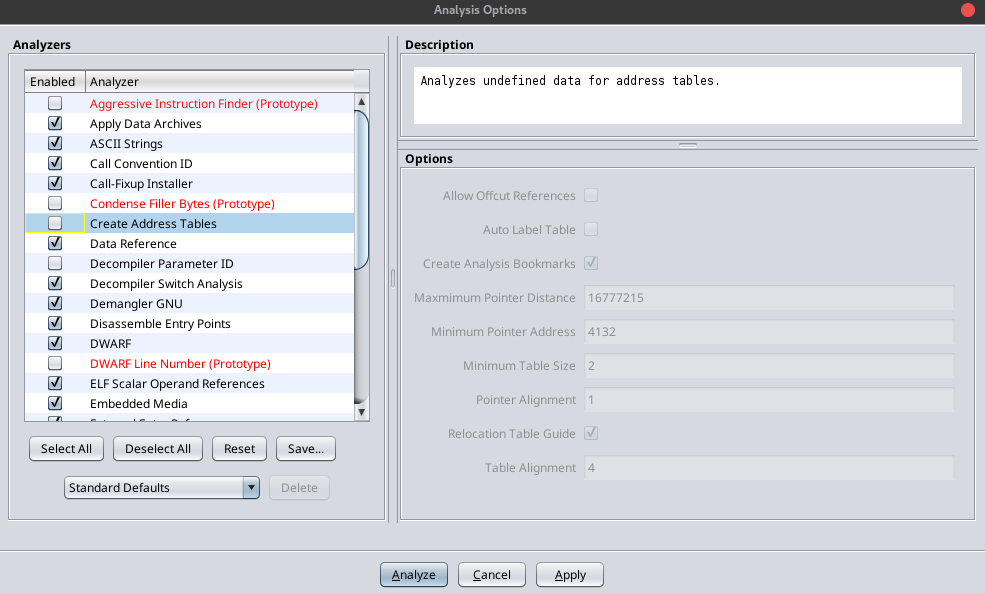 Analysis Options
Analyzers
Enabled Analyzer
Aggressive Instruction Finder (Prototype)
Apply Data Archives
ASCII Strings
Call Convention ID
Call-Fixup Installer
Condense Filler Bytes (Prototype)
Create Address Tables
Data Reference
Decompiler Parameter ID
Decompiler Switch Analysis
Demangler GNU
Disassemble Entry Points
DWARF
DWARF Line Number (Prototype)
ELF Scalar Operand References
Embedded Media
Select All Deselect All Reset Save...
Standard Defaults Delete
Description
Analyzes undefined data for address tables.
Options
Allow Offcut References
Auto Label Table
Create Analysis Bookmarks
Maxmimum Pointer Distance 16777215
Minimum Pointer Address 4132
Minimum Table Size 2
Pointer Alignment 1
Relocation Table Guide
Table Alignment 4
Analyze Cancel Apply